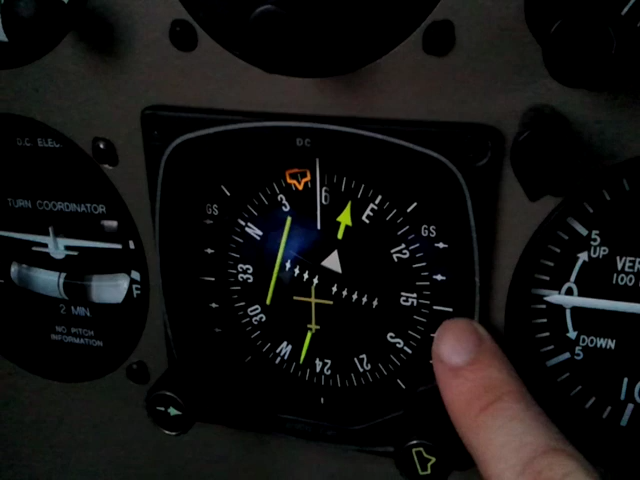 D.C. ELEC.
TURN COORDINATOR
2 MIN
NO PITCH
INFORMATION
DC
GS
GS
N
3
6
E
12
15
S
21
24
W
30
33
5
UP
VER
100
DOWN
5